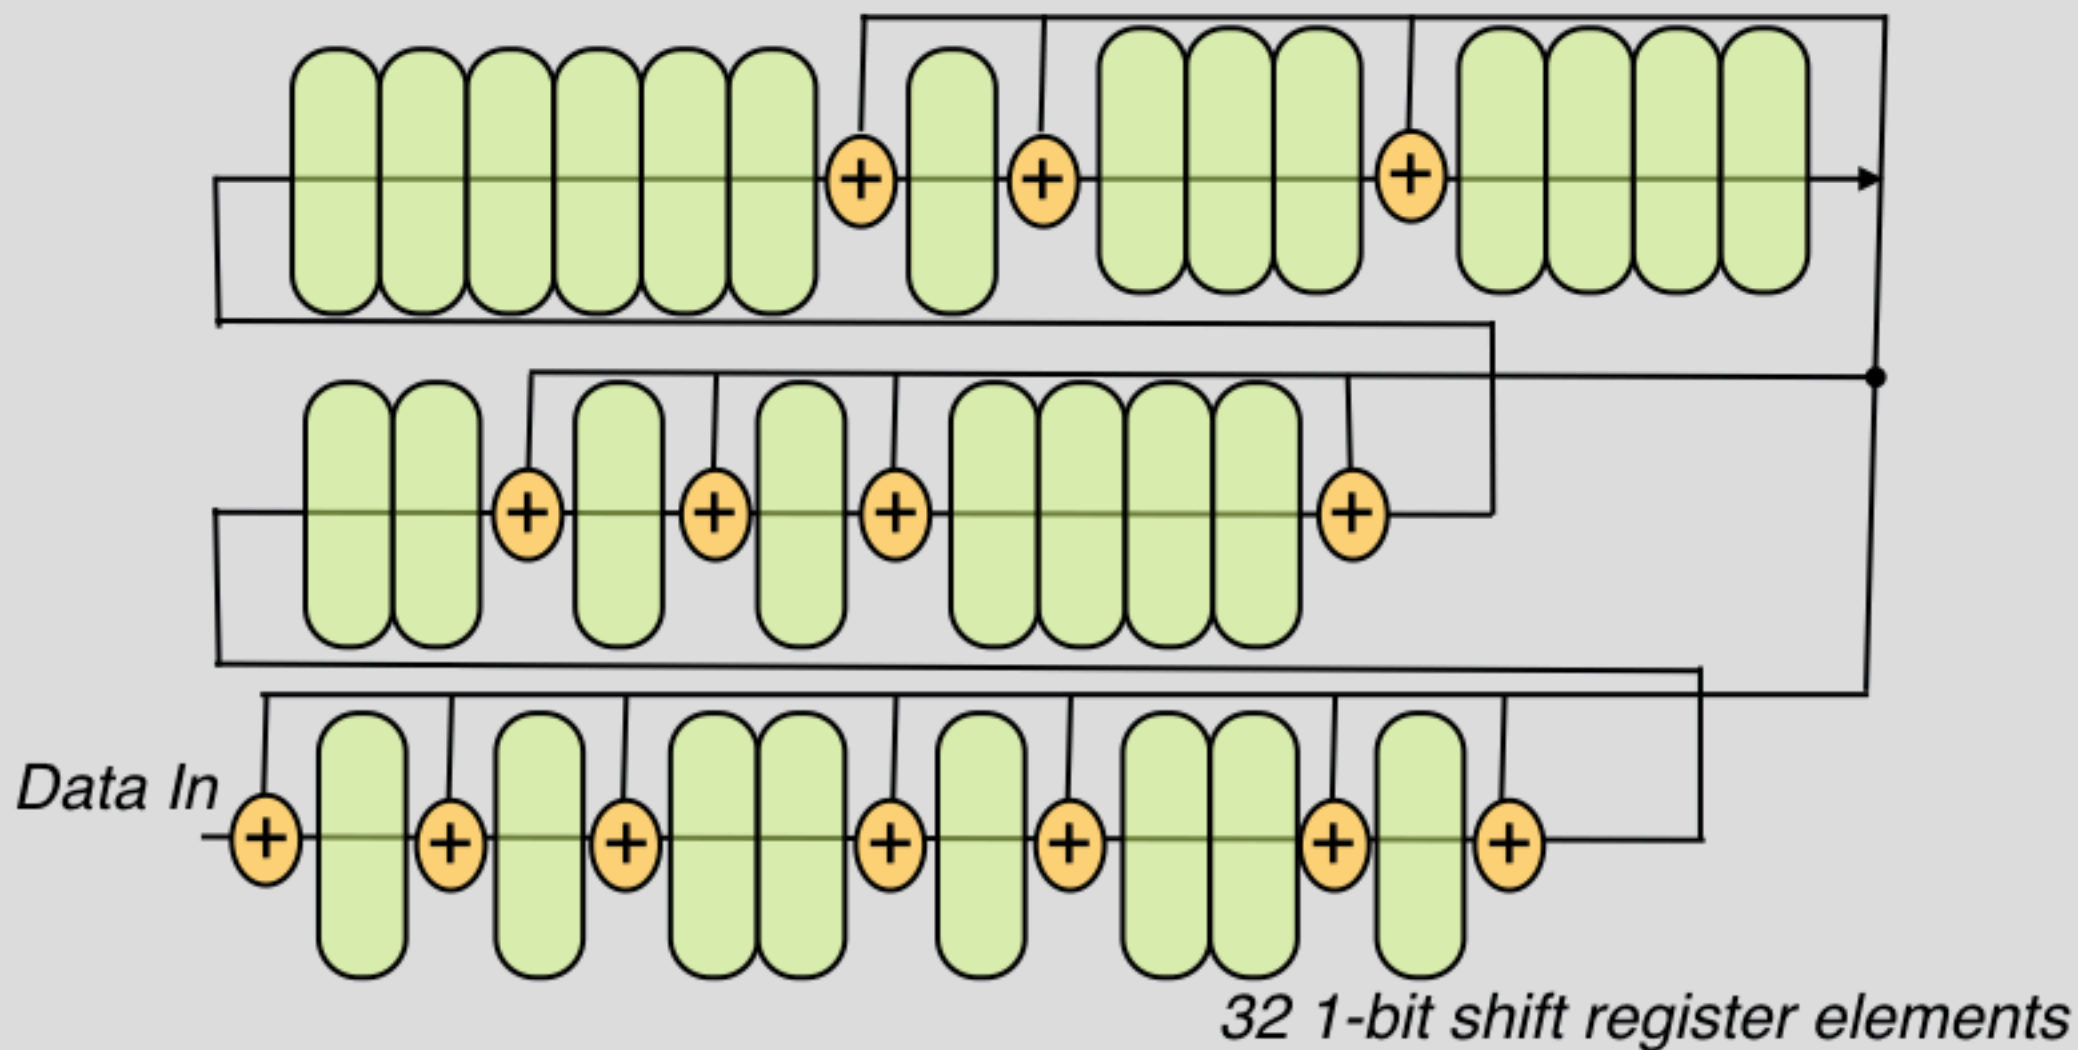 + + +
+ + + +
Data In + + + + + + +
32 1-bit shift register elements